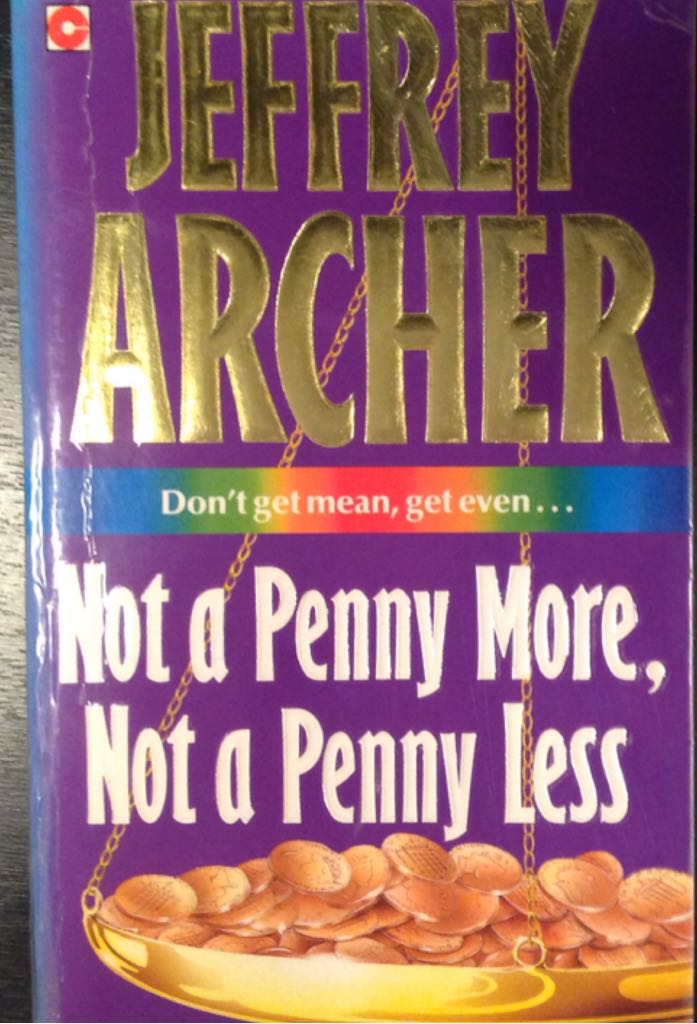 JEFFREY
ARCHER
Don't get mean, get even...
Not a Penny More,
Not a Penny Less